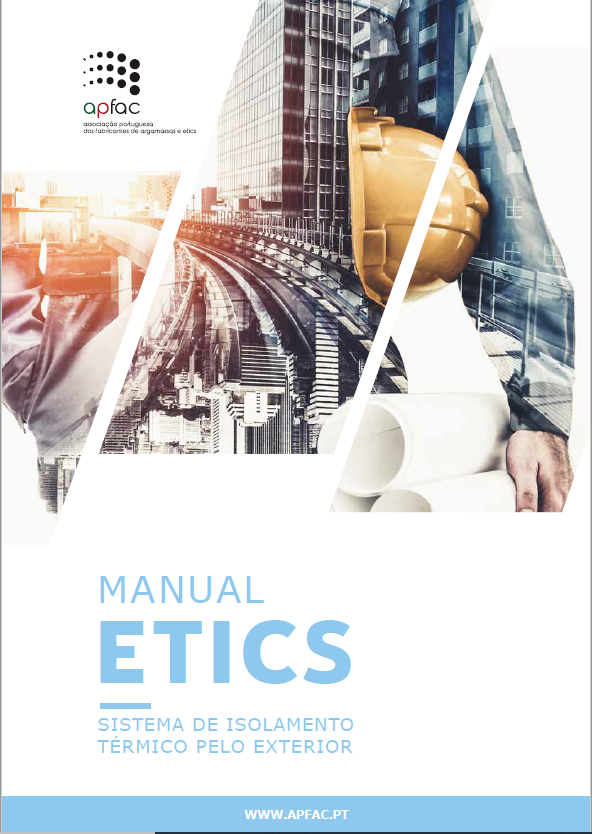 apfac
associação portuguesa
dos fabricantes de argamassas e etics
MANUAL
ETICS
SISTEMA DE ISOLAMENTO
TÉRMICO PELO EXTERIOR
WWW.APFAC.PT